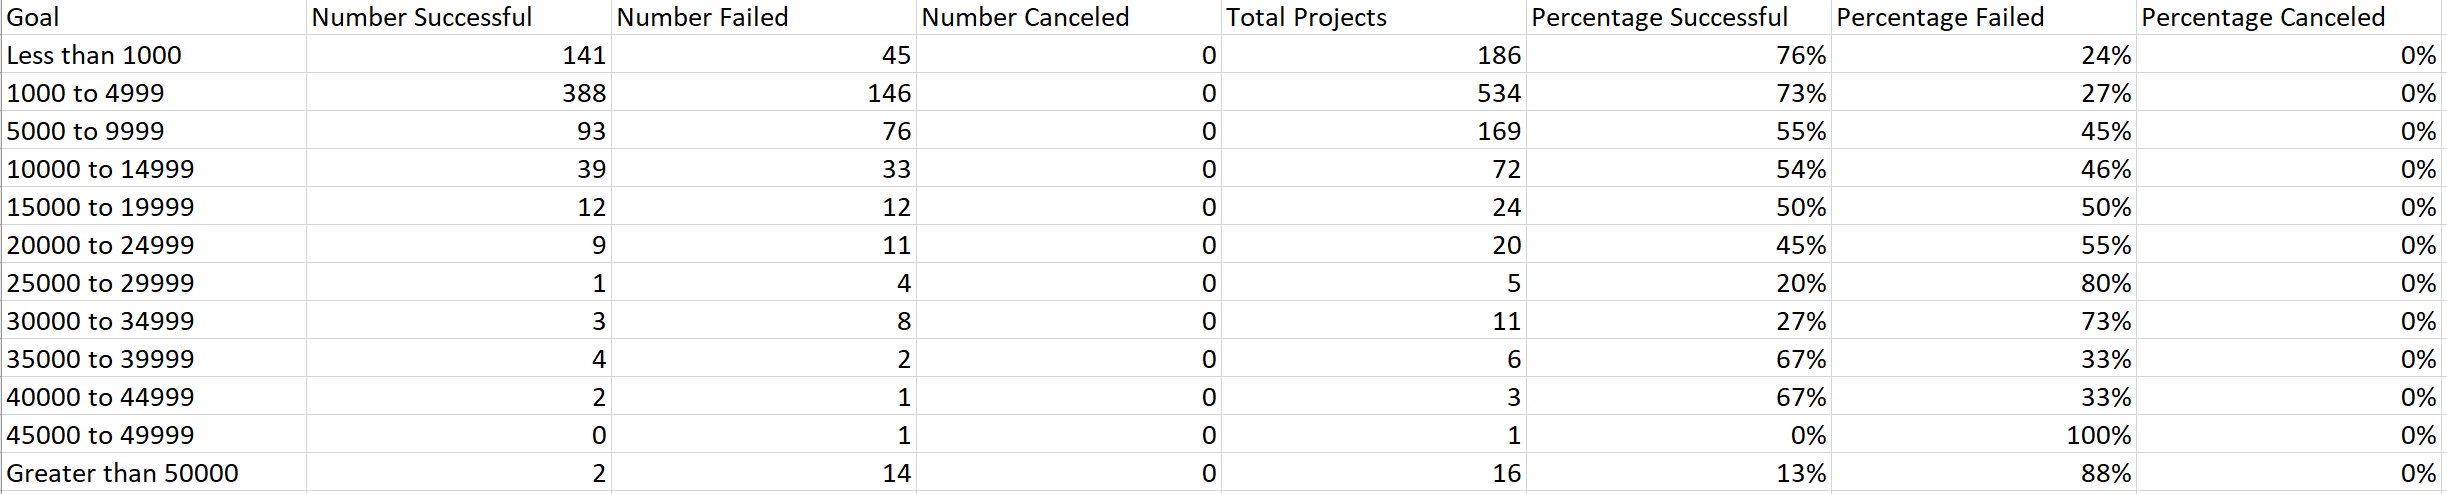 Goal Number Successful Number Failed Number Canceled Total Projects Percentage Successful Percentage Failed Percentage Canceled
Less than 1000 141 45 0 186 76% 24% 0%
1000 to 4999 388 146 0 534 73% 27% 0%
5000 to 9999 93 76 0 169 55% 45% 0%
10000 to 14999 39 33 0 72 54% 46% 0%
15000 to 19999 12 12 0 24 50% 50% 0%
20000 to 24999 9 11 0 20 45% 55% 0%
25000 to 29999 1 4 0 5 20% 80% 0%
30000 to 34999 3 8 0 11 27% 73% 0%
35000 to 39999 4 2 0 6 67% 33% 0%
40000 to 44999 2 1 0 3 67% 33% 0%
45000 to 49999 0 1 0 1 0% 100% 0%
Greater than 50000 2 14 0 16 13% 88% 0%